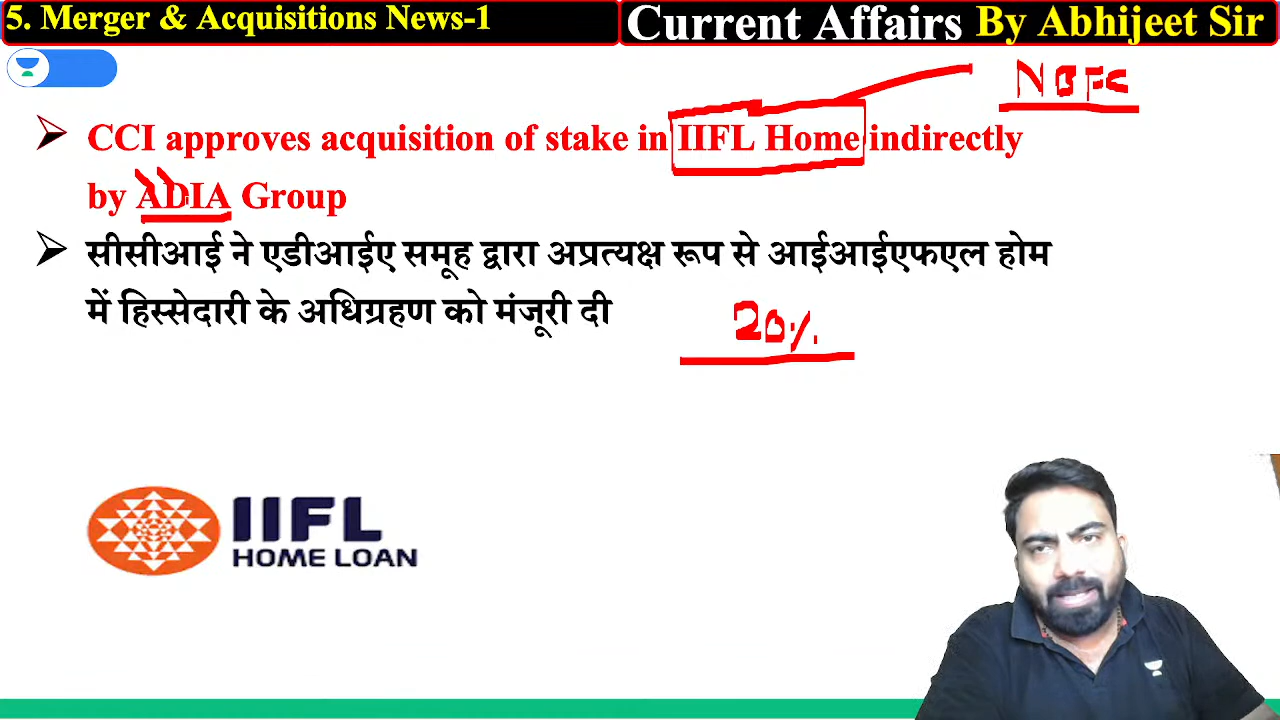 5. Merger & Acquisitions News-1
Current Affairs By Abhijeet Sir
NBFC
CCI approves acquisition of stake in IIFL Home indirectly
by ADIA Group
सीसीआई ने एडीआईए समूह द्वारा अप्रत्यक्ष रूप से आईआईएफएल होम
में हिस्सेदारी के अधिग्रहण को मंजूरी दी
20%
IIFL
HOME LOAN